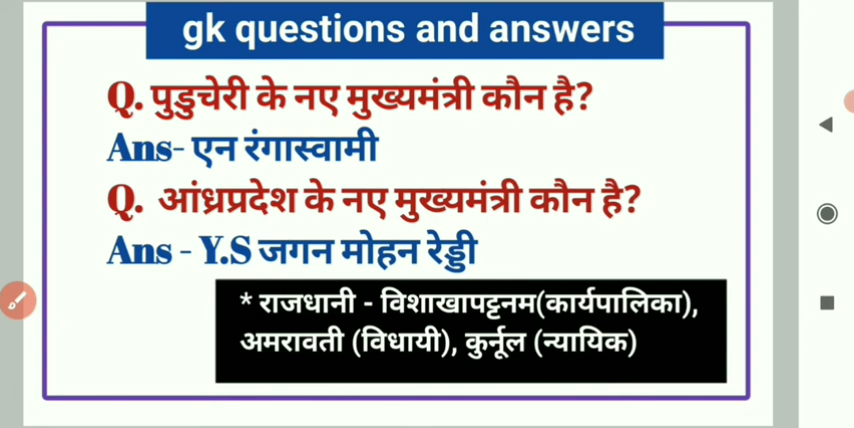 gk questions and answers
Q. पुडुचेरी के नए मुख्यमंत्री कौन है?
Ans- एन रंगास्वामी
Q. आंध्रप्रदेश के नए मुख्यमंत्री कौन है?
Ans - Y.S जगन मोहन रेड्डी
* राजधानी - विशाखापट्टनम(कार्यपालिका),
अमरावती (विधायी), कुर्नूल (न्यायिक)